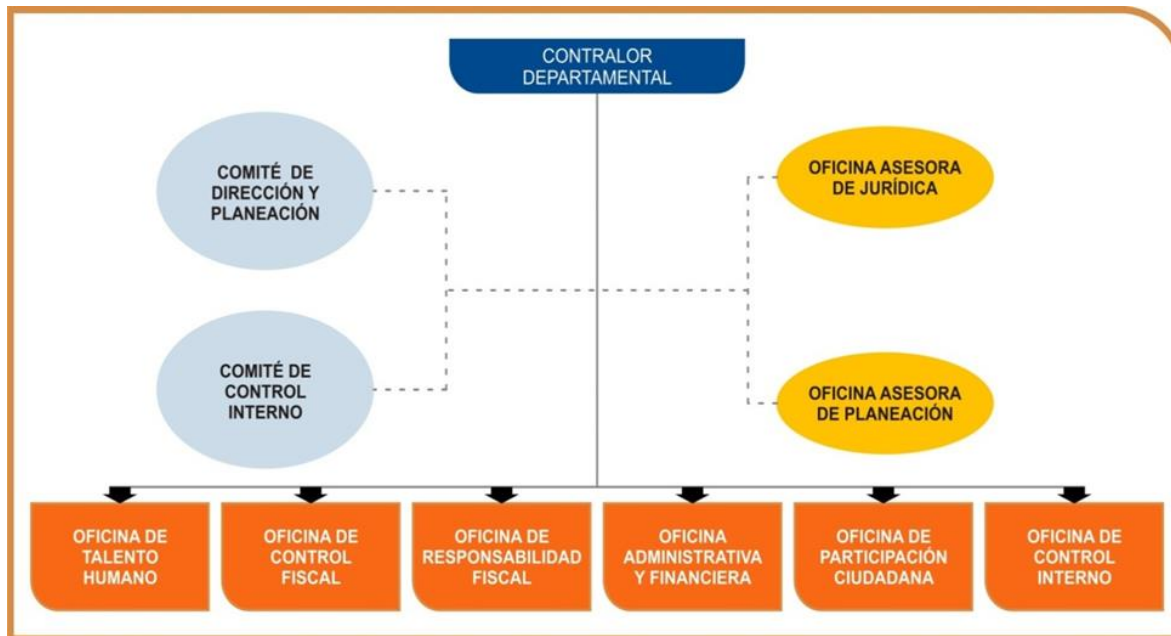 CONTRALOR
DEPARTAMENTAL
COMITÉ DE
DIRECCIÓN Y
PLANEACIÓN
OFICINA ASESORA
DE JURÍDICA
COMITÉ DE
CONTROL
INTERNO
OFICINA ASESORA
DE PLANEACIÓN
OFICINA DE
TALENTO
HUMANO
OFICINA DE
CONTROL
FISCAL
OFICINA DE
RESPONSABILIDAD
FISCAL
OFICINA
ADMINISTRATIVA
Y FINANCIERA
OFICINA DE
PARTICIPACIÓN
CIUDADANA
OFICINA DE
CONTROL
INTERNO